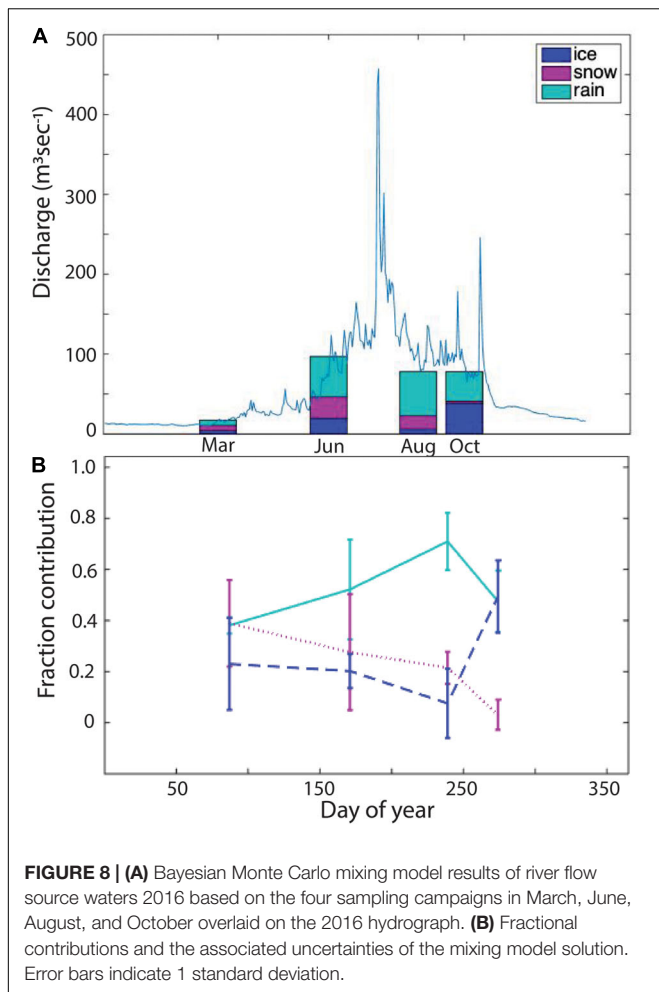 A
500
400
300
200
100
0
Discharge (m³sec⁻¹)
ice
snow
rain
Mar
Jun
Aug
Oct
B
1.0
0.8
0.6
0.4
0.2
0
Fraction contribution
50
150
250
350
Day of year
FIGURE 8 | (A) Bayesian Monte Carlo mixing model results of river flow
source waters 2016 based on the four sampling campaigns in March, June,
August, and October overlaid on the 2016 hydrograph. (B) Fractional
contributions and the associated uncertainties of the mixing model solution.
Error bars indicate 1 standard deviation.